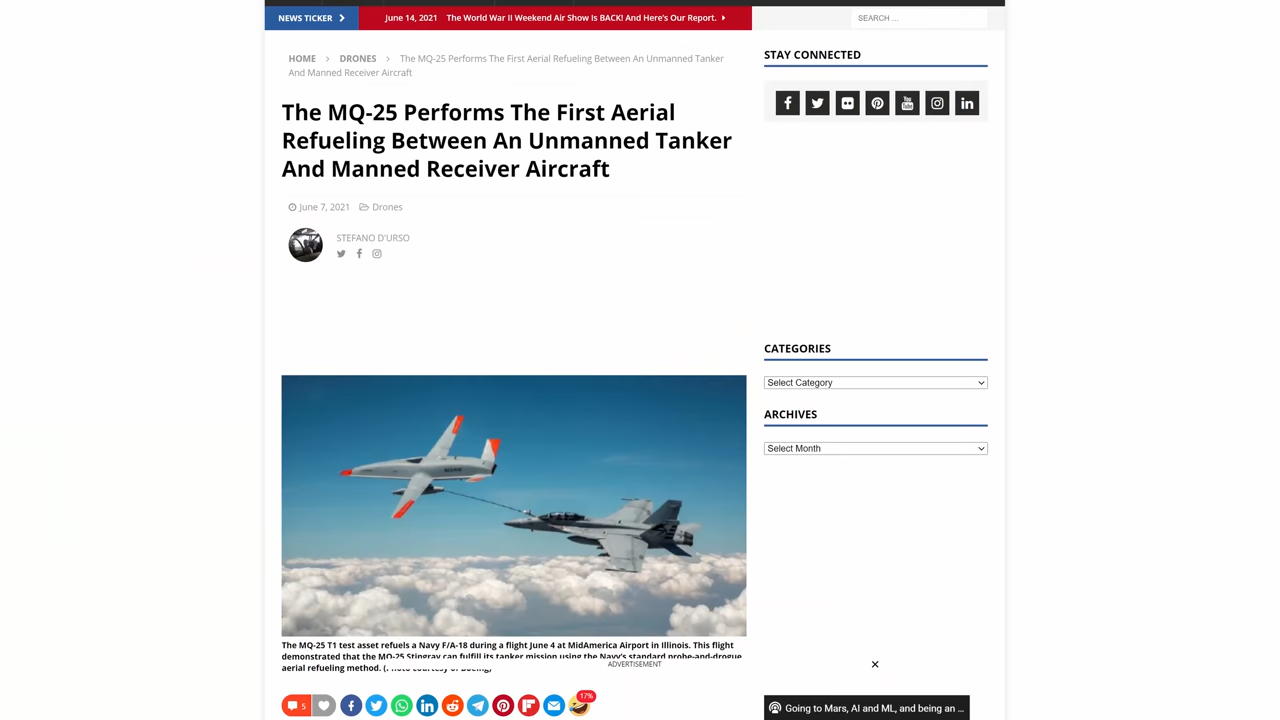 NEWS TICKER
June 14, 2021 The World War II Weekend Air Show Is BACK! And Here's Our Report.
SEARCH …
HOME > DRONES > The MQ-25 Performs The First Aerial Refueling Between An Unmanned Tanker
And Manned Receiver Aircraft
The MQ-25 Performs The First Aerial
Refueling Between An Unmanned Tanker
And Manned Receiver Aircraft
June 7, 2021 Drones
STEFANO D'URSO
STAY CONNECTED
You Tube
CATEGORIES
Select Category
ARCHIVES
Select Month
The MQ-25 T1 test asset refuels a Navy F/A-18 during a flight June 4 at MidAmerica Airport in Illinois. This flight
demonstrated that the MQ-25 Stingray can fulfill its tanker mission using the Navy's standard probe-and-drogue
aerial refueling method. (Photo courtesy of Boeing)
ADVERTISEMENT
5
17%
Going to Mars, AI and ML, and being an ...